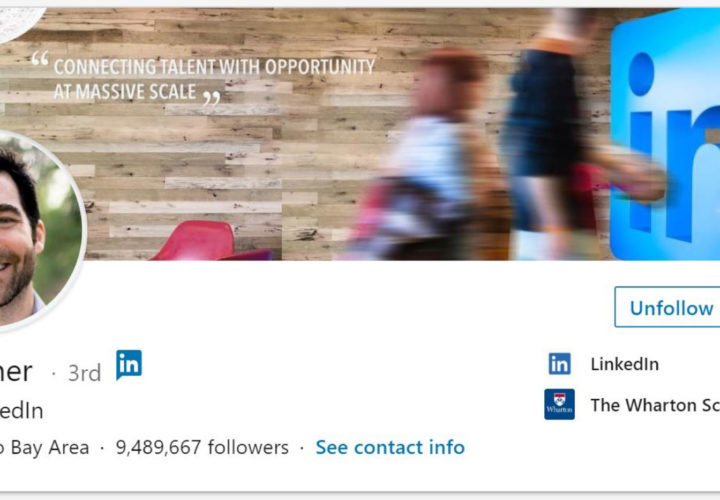 “ CONNECTING TALENT WITH OPPORTUNITY
AT MASSIVE SCALE ”
in
Unfollow
ner · 3rd in
in LinkedIn
edIn
Wharton The Wharton Sc
o Bay Area · 9,489,667 followers · See contact info